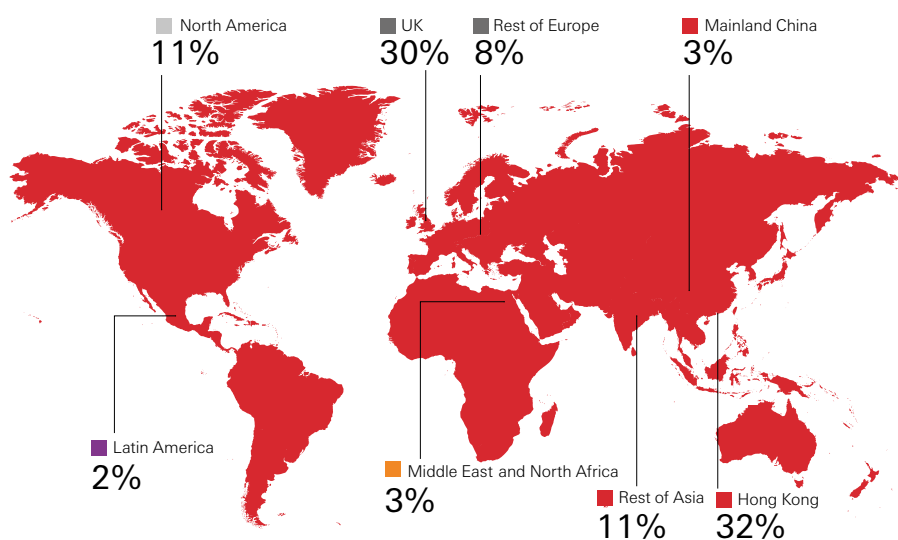 North America
11%
UK
30%
Rest of Europe
8%
Mainland China
3%
Latin America
2%
Middle East and North Africa
3%
Rest of Asia
11%
Hong Kong
32%